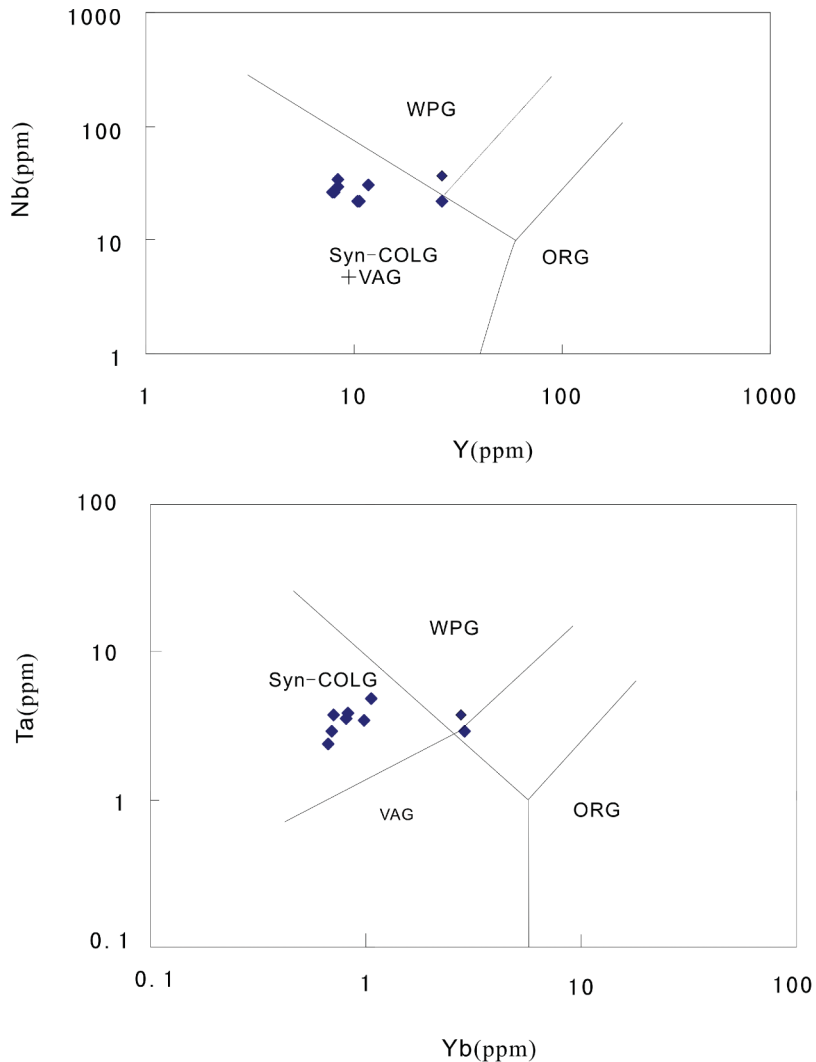 1000
100
10
1
Nb(ppm)
WPG
Syn-COLG
+VAG
ORG
1 10 100 1000
Y(ppm)
100
10
1
0.1
Ta(ppm)
WPG
Syn-COLG
VAG
ORG
0.1 1 10 100
Yb(ppm)